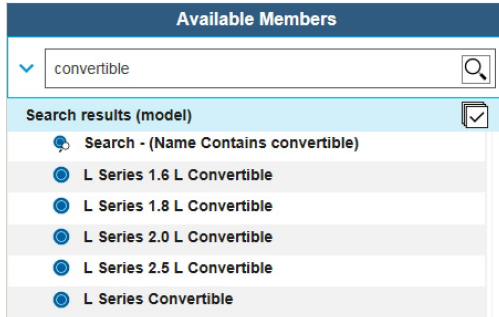 Available Members
convertible
Search results (model)
Search - (Name Contains convertible)
L Series 1.6 L Convertible
L Series 1.8 L Convertible
L Series 2.0 L Convertible
L Series 2.5 L Convertible
L Series Convertible